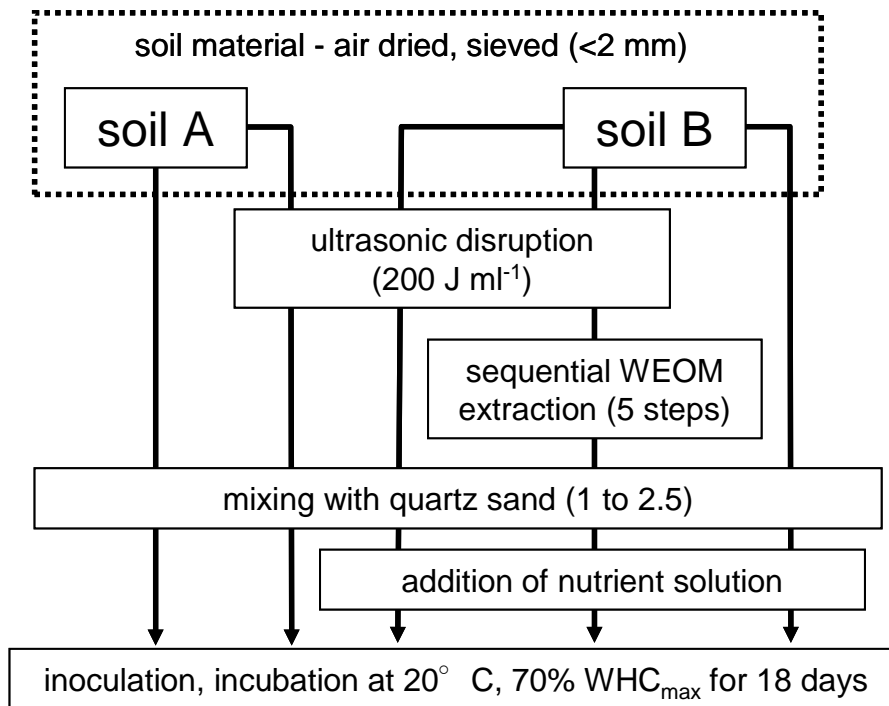 soil material - air dried, sieved (<2 mm)
soil A
soil B
ultrasonic disruption
(200 J ml⁻¹)
sequential WEOM
extraction (5 steps)
mixing with quartz sand (1 to 2.5)
addition of nutrient solution
inoculation, incubation at 20° C, 70% WHCₘₐₓ for 18 days